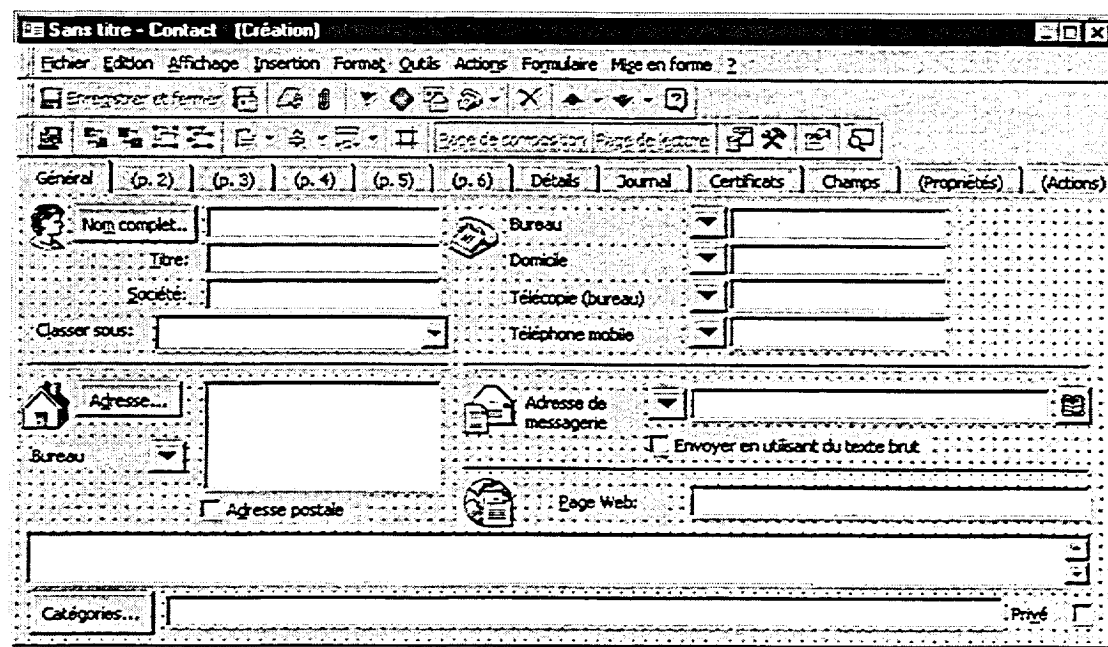 Sans titre - Contact (Création)
Fichier Edition Affichage Insertion Format Outils Actions Formulaire Mise en forme ?
Enregistrer et fermer
Page de composition Page de lecture
Général (p. 2) (p. 3) (p. 4) (p. 5) (p. 6) Détails Journal Certificats Champs (Propriétés) (Actions)
Nom complet... Bureau
Titre: Domicile
Société: Télécopie (bureau)
Classer sous: Téléphone mobile
Adresse... Adresse de
messagerie
Bureau Envoyer en utilisant du texte brut
Adresse postale Page Web:
Catégories... Privé